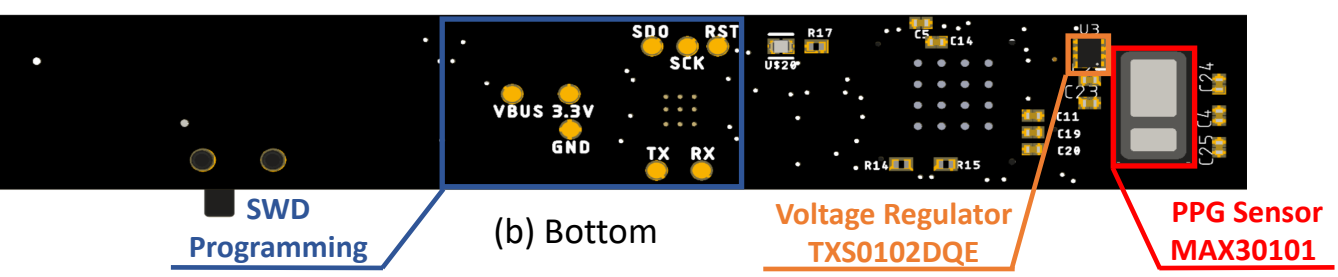 SDO RST
SCK
VBUS 3.3V
GND
TX RX
R17
U$20
C5
C14
U3
C23
C24
C4
C25
C11
C19
C20
R14
R15
SWD
Programming
(b) Bottom
Voltage Regulator
TXS0102DQE
PPG Sensor
MAX30101